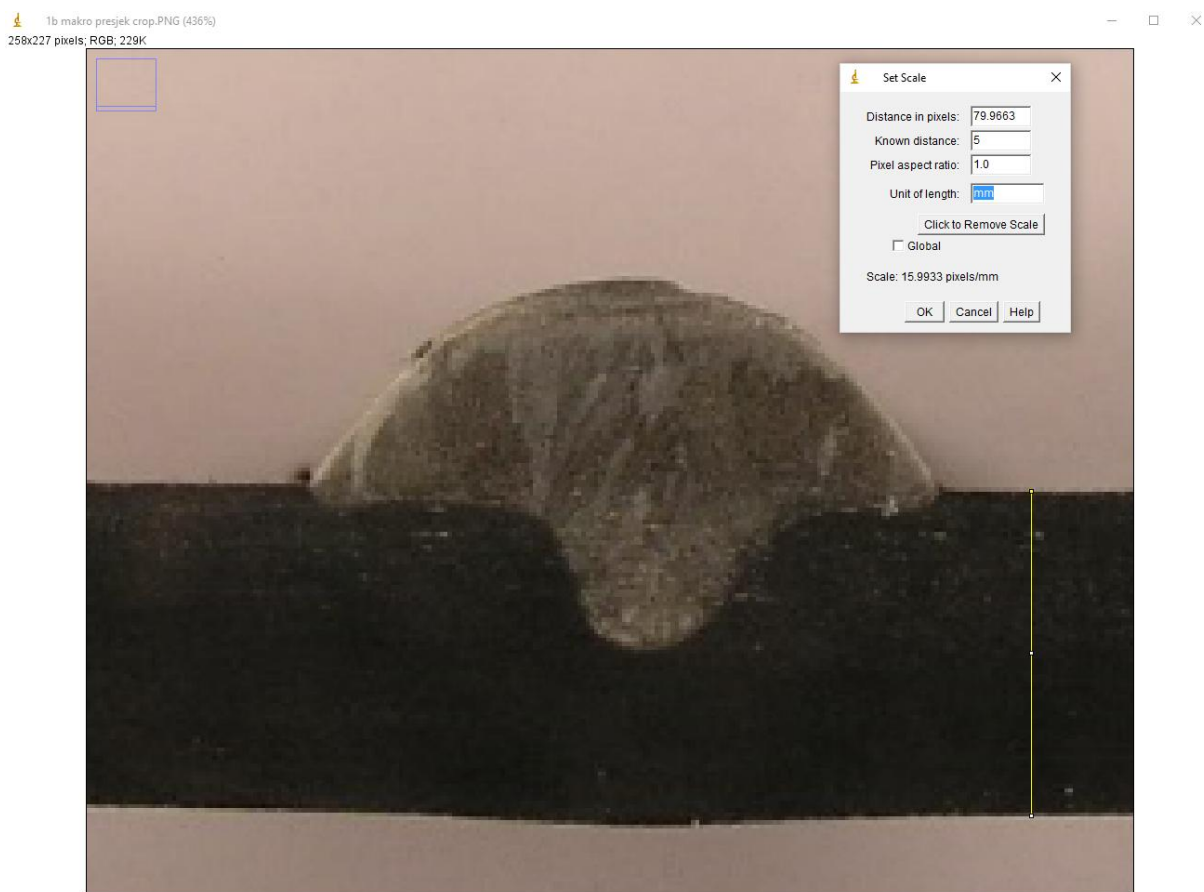 1b makro presjek crop.PNG (436%)
258x227 pixels; RGB; 229K
Set Scale
Distance in pixels: 79.9663
Known distance: 5
Pixel aspect ratio: 1.0
Unit of length: mm
Click to Remove Scale
Global
Scale: 15.9933 pixels/mm
OK Cancel Help